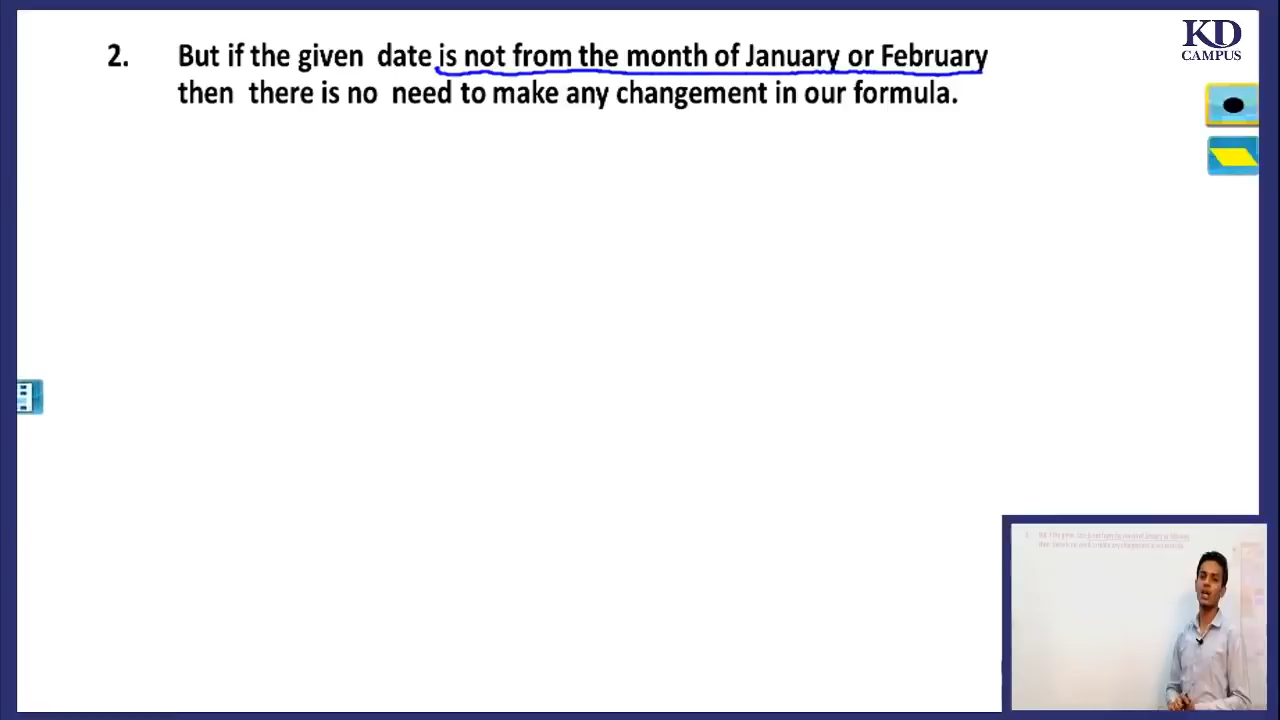 KD
CAMPUS
2. But if the given date is not from the month of January or February
then there is no need to make any changement in our formula.